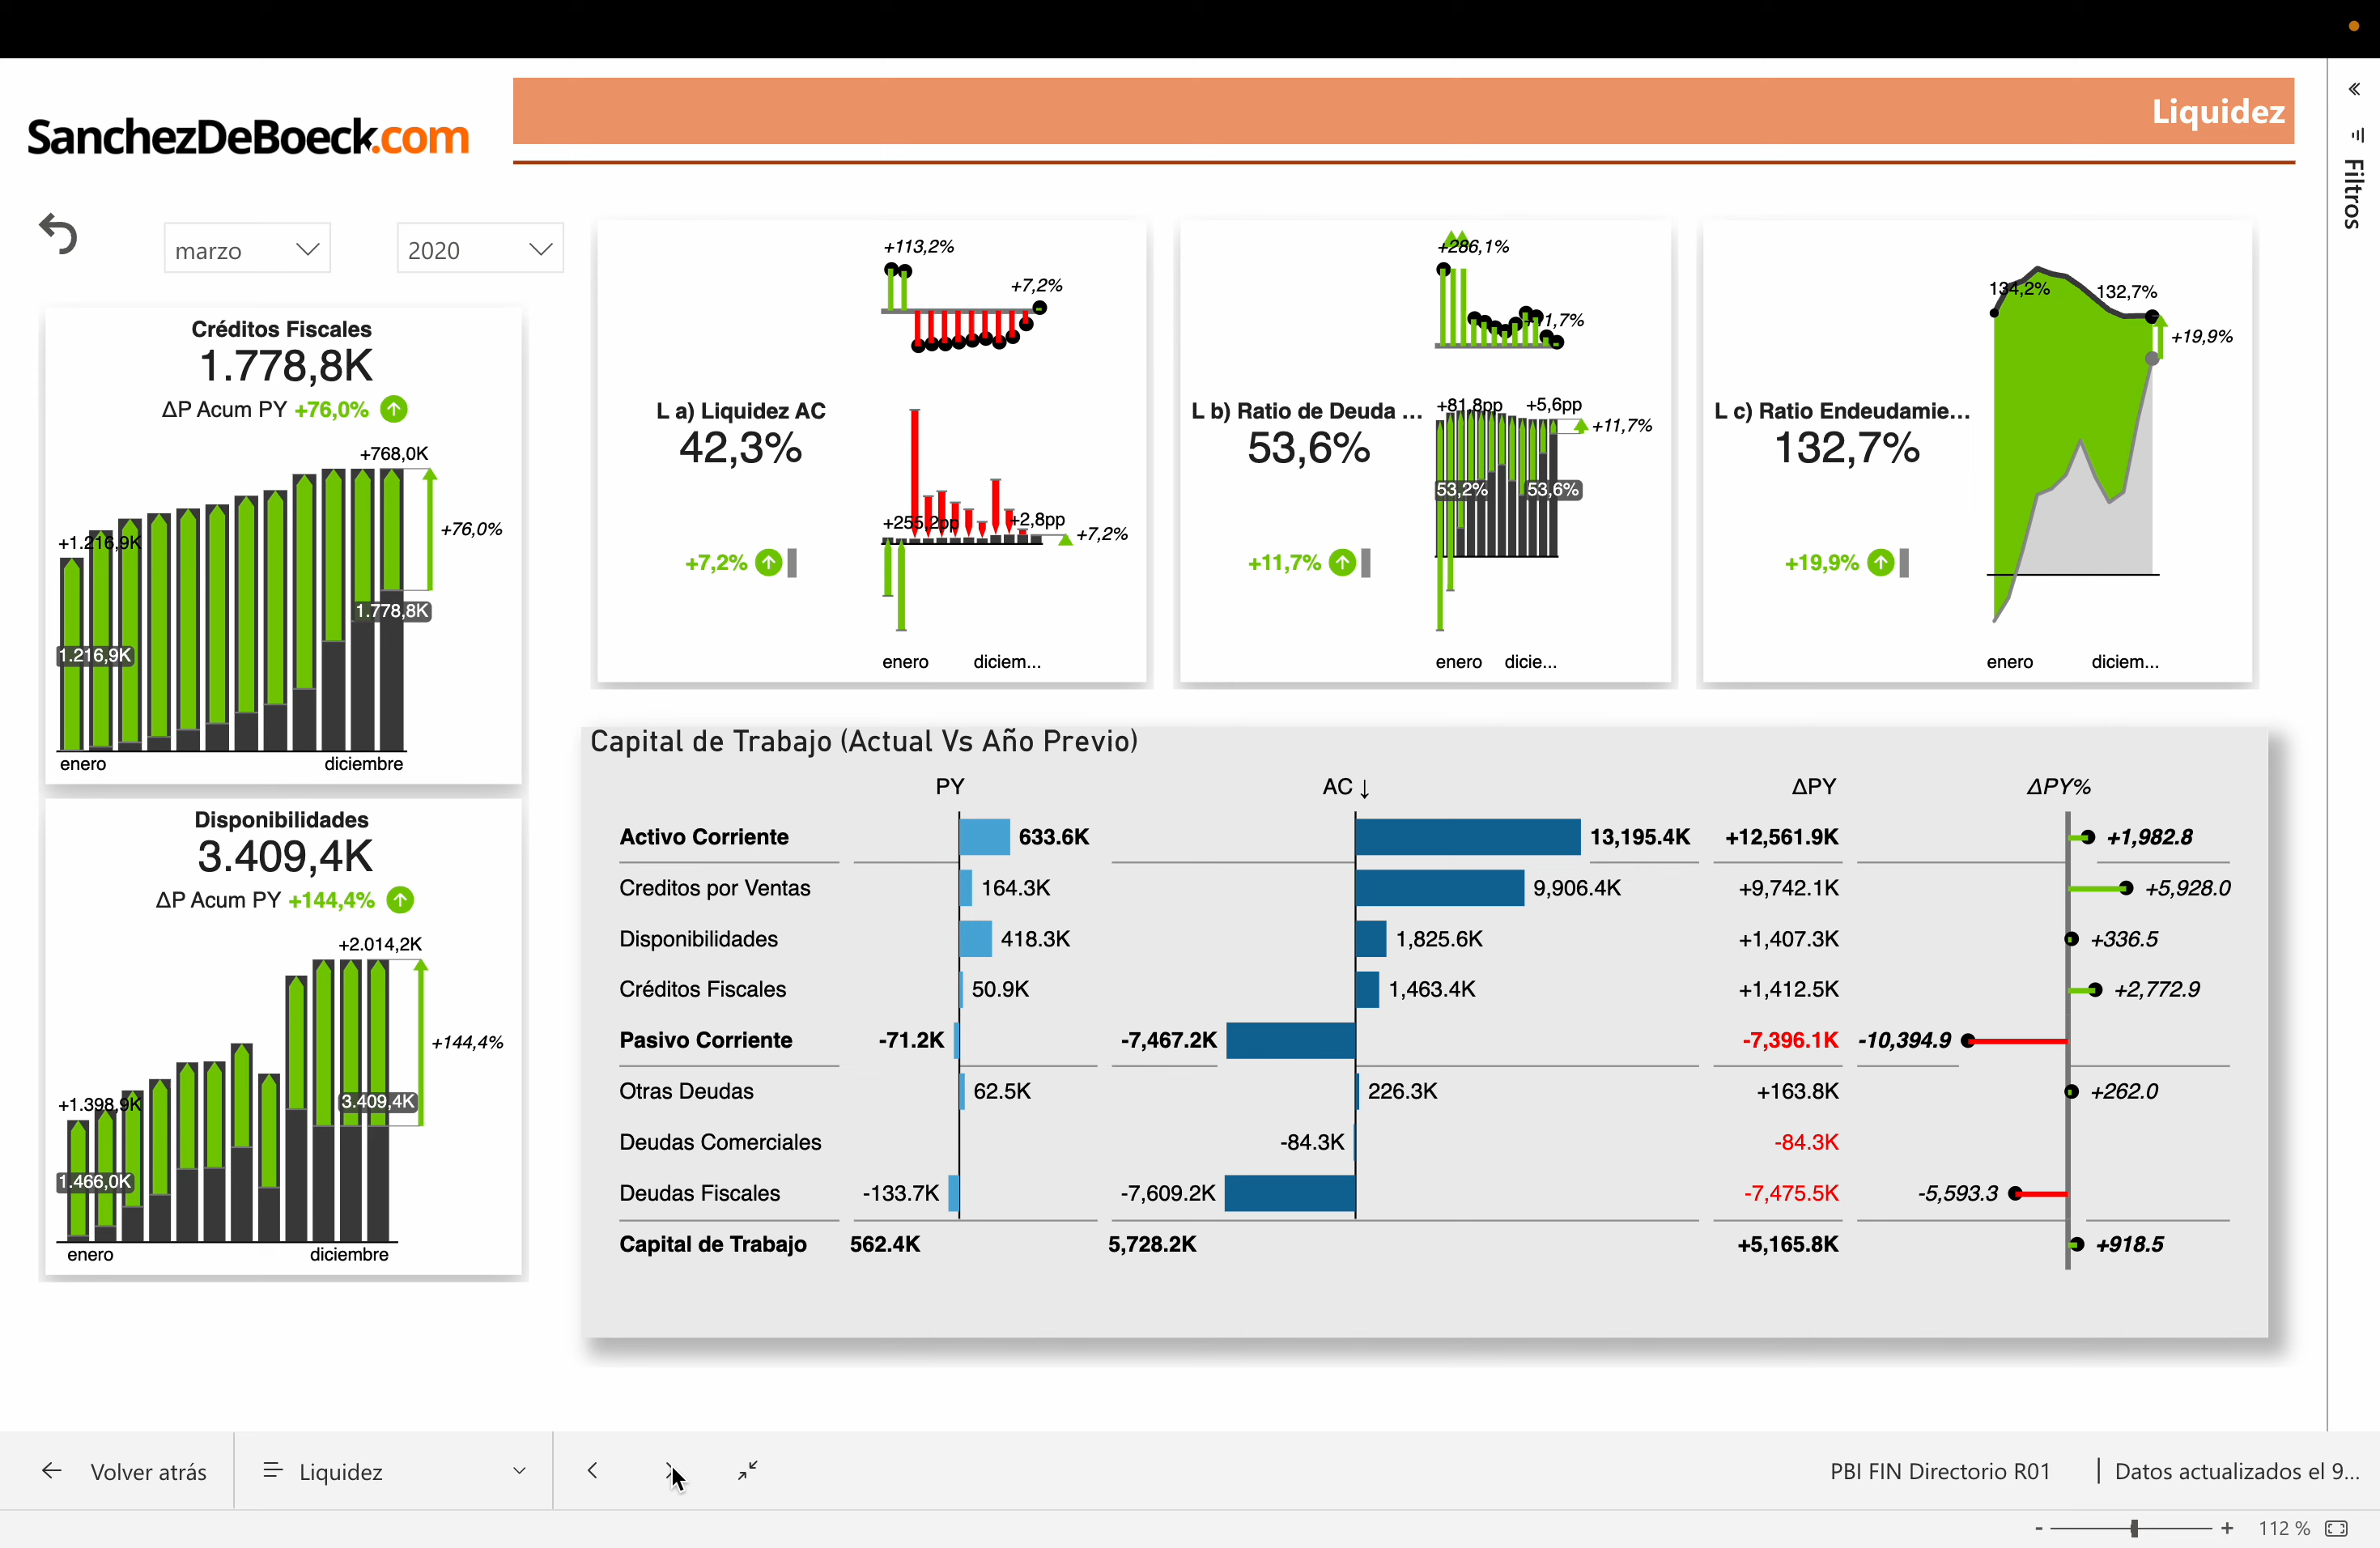 Liquidez
SanchezDeBoeck.com
Filtros
marzo
2020
Créditos Fiscales
1.778,8K
ΔP Acum PY +76,0%
+768,0K
+1.216,9K
+76,0%
1.778,8K
1.216,9K
enero diciembre
Disponibilidades
3.409,4K
ΔP Acum PY +144,4%
+2.014,2K
+144,4%
+1.398,9K
3.409,4K
1.466,0K
enero diciembre
+113,2%
+7,2%
L a) Liquidez AC
42,3%
+255,2pp +2,8pp
+7,2%
+7,2%
enero diciem...
+286,1%
L b) Ratio de Deuda ...
53,6%
+81,8pp +5,6pp
+11,7%
53,2% 53,6%
+11,7%
enero dicie...
134,2% 132,7%
+19,9%
L c) Ratio Endeudamie...
132,7%
+19,9%
enero diciem...
Capital de Trabajo (Actual Vs Año Previo)
PY AC ↓ ΔPY ΔPY%
Activo Corriente 633.6K 13,195.4K +12,561.9K +1,982.8
Creditos por Ventas 164.3K 9,906.4K +9,742.1K +5,928.0
Disponibilidades 418.3K 1,825.6K +1,407.3K +336.5
Créditos Fiscales 50.9K 1,463.4K +1,412.5K +2,772.9
Pasivo Corriente -71.2K -7,467.2K -7,396.1K -10,394.9
Otras Deudas 62.5K 226.3K +163.8K +262.0
Deudas Comerciales -84.3K -84.3K
Deudas Fiscales -133.7K -7,609.2K -7,475.5K -5,593.3
Capital de Trabajo 562.4K 5,728.2K +5,165.8K +918.5
Volver atrás Liquidez PBI FIN Directorio R01 | Datos actualizados el 9...
- + 112 %